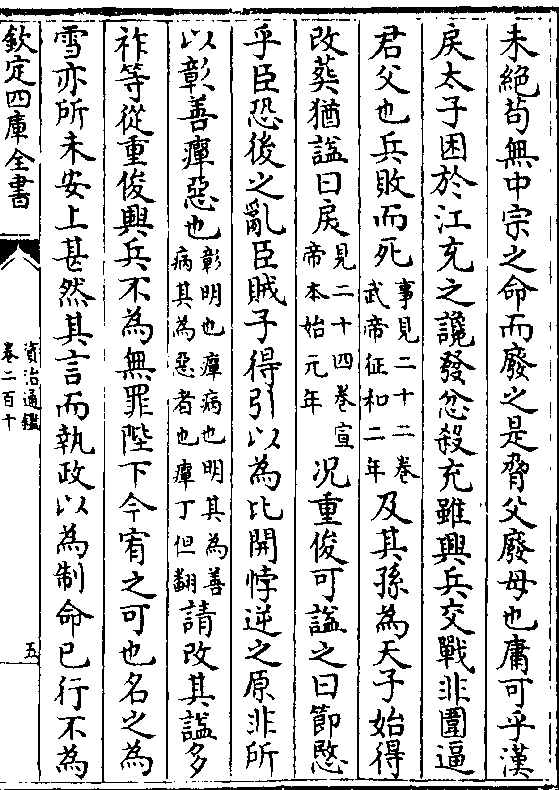 未絶茍無中宗之命而廢之是脅父廢母也庸可乎漢
戾太子困於江充之讒發忿殺充雖興兵交戰非圍逼
君父也兵敗而死事見二十二卷武帝征和二年及其孫為天子始得
改葬猶諡曰戾見二十四卷宣帝本始元年况重俊可諡之曰節愍
乎臣恐後之亂臣賊子得引以為比開悖逆之原非所
以彰善癉惡也彰明也癉病也明其為善病其為惡者也癉丁但翻請改其諡多
祚等從重俊興兵不為無罪陛下今宥之可也名之為
雪亦所未安上甚然其言而執政以為制命已行不為
欽定四庫全書
資治通鑑
卷二百十
五